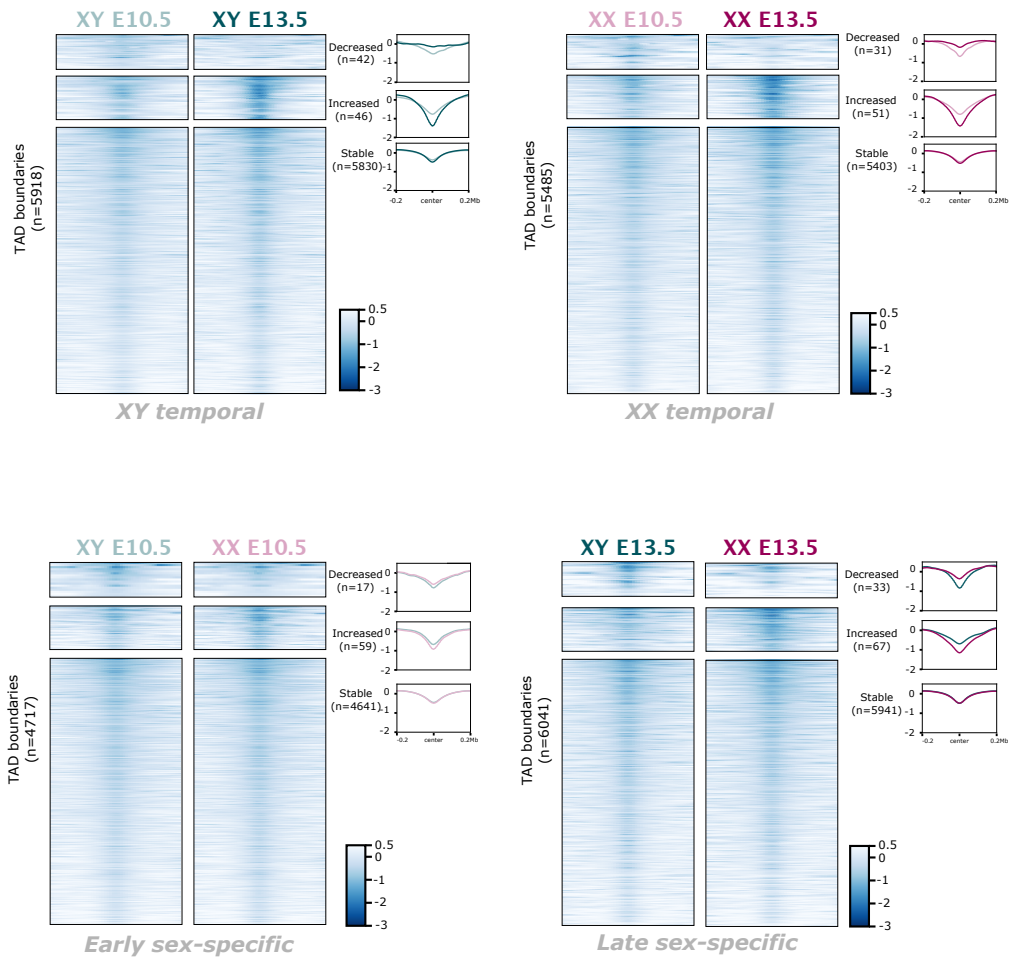 XY E10.5 XY E13.5
Decreased
(n=42)
0
-1
-2
Increased
(n=46)
0
-1
-2
Stable
(n=5830)
0
-1
-2
-0.2 center 0.2Mb
TAD boundaries
(n=5918)
0.5
0
-1
-2
-3
XY temporal
XX E10.5 XX E13.5
Decreased
(n=31)
0
-1
-2
Increased
(n=51)
0
-1
-2
Stable
(n=5403)
0
-1
-2
-0.2 center 0.2Mb
TAD boundaries
(n=5485)
0.5
0
-1
-2
-3
XX temporal
XY E10.5 XX E10.5
Decreased
(n=17)
0
-1
-2
Increased
(n=59)
0
-1
-2
Stable
(n=4641)
0
-1
-2
-0.2 center 0.2Mb
TAD boundaries
(n=4717)
0.5
0
-1
-2
-3
Early sex-specific
XY E13.5 XX E13.5
Decreased
(n=33)
0
-1
-2
Increased
(n=67)
0
-1
-2
Stable
(n=5941)
0
-1
-2
-0.2 center 0.2Mb
TAD boundaries
(n=6041)
0.5
0
-1
-2
-3
Late sex-specific